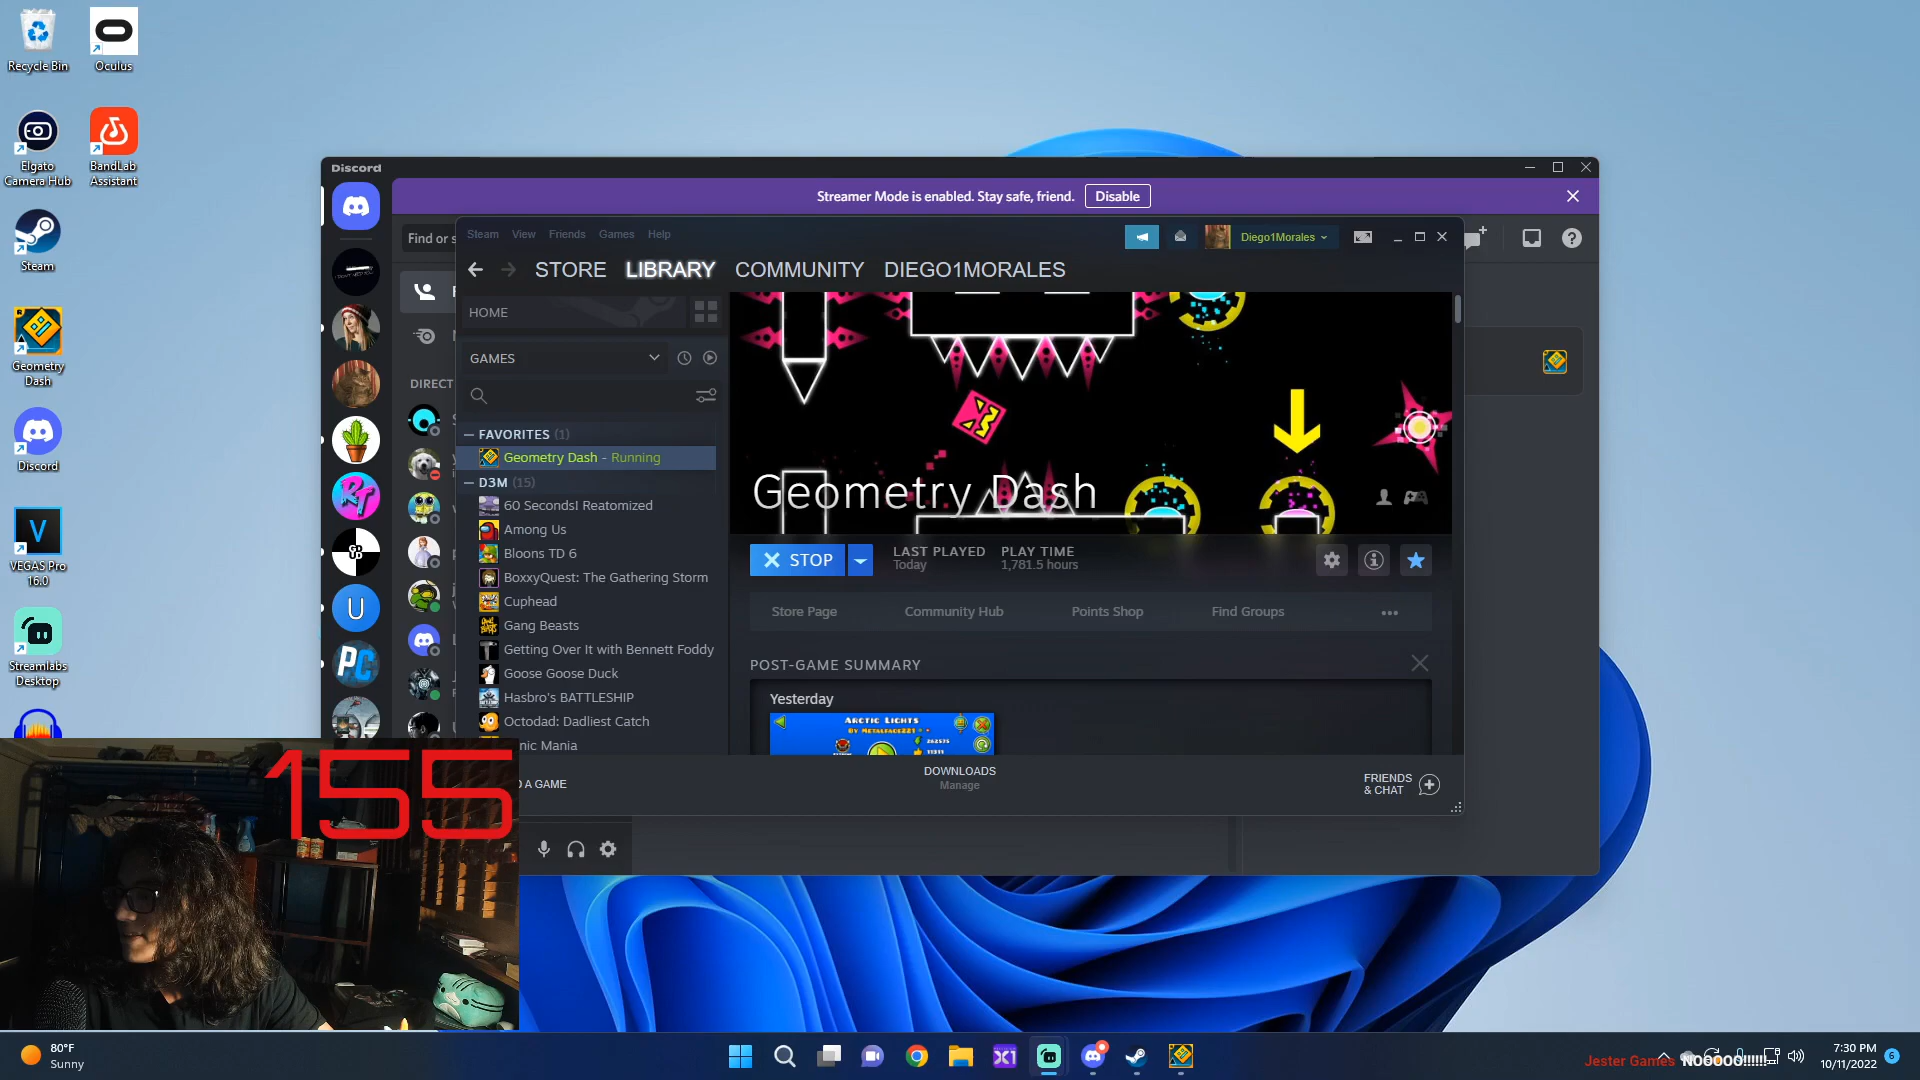 Recycle Bin
Oculus
Elgato
Camera Hub
BandLab
Assistant
Steam
Geometry
Dash
Discord
VEGAS Pro
16.0
Streamlabs
Desktop
Discord
Streamer Mode is enabled. Stay safe, friend.
Disable
Find or s
DIRECT
Steam
View
Friends
Games
Help
Diego1Morales
STORE
LIBRARY
COMMUNITY
DIEGO1MORALES
HOME
GAMES
FAVORITES (1)
Geometry Dash - Running
D3M (15)
60 Seconds! Reatomized
Among Us
Bloons TD 6
BoxxyQuest: The Gathering Storm
Cuphead
Gang Beasts
Getting Over It with Bennett Foddy
Goose Goose Duck
Hasbro's BATTLESHIP
Octodad: Dadliest Catch
nic Mania
Geometry Dash
STOP
LAST PLAYED
Today
PLAY TIME
1,781.5 hours
Store Page
Community Hub
Points Shop
Find Groups
POST-GAME SUMMARY
Yesterday
ARCTIC LIGHTS
BY METALFACE221
262575
11311
D A GAME
DOWNLOADS
Manage
FRIENDS
& CHAT
155
80°F
Sunny
Jester Games NOOOOO!!!!!!
7:30 PM
10/11/2022
6